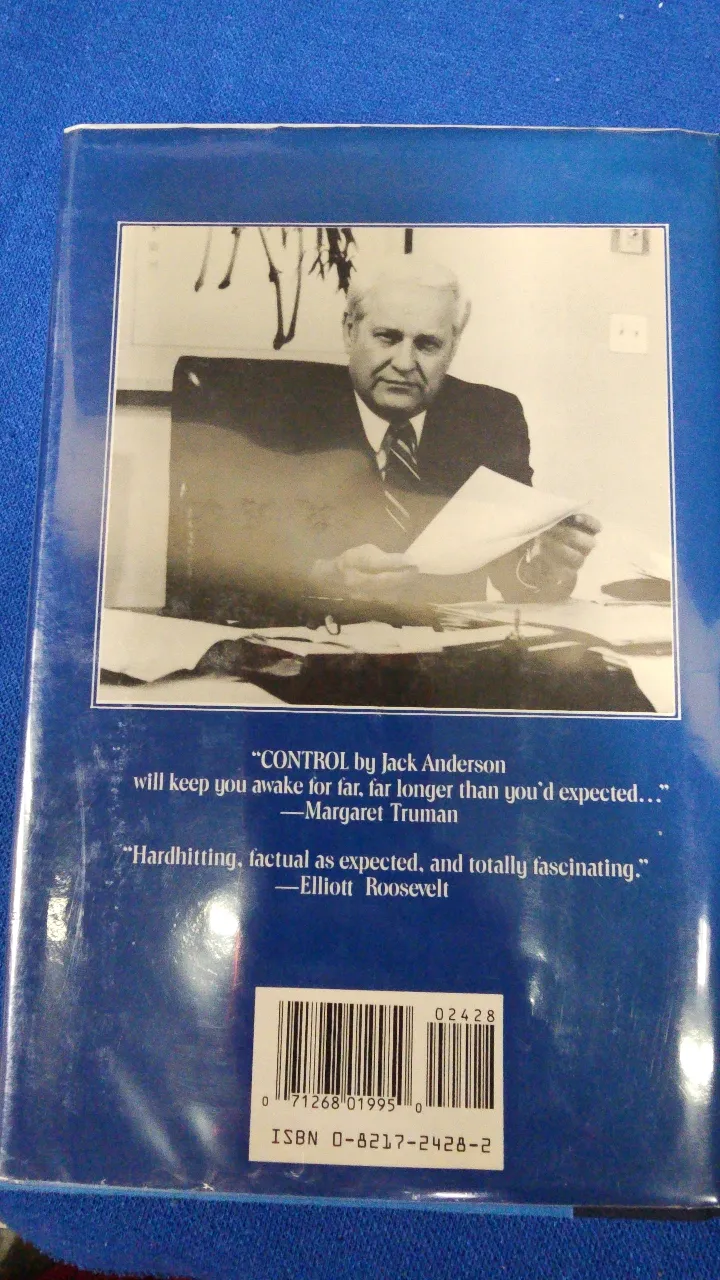 “CONTROL by Jack Anderson
will keep you awake for far, far longer than you’d expected...”
—Margaret Truman
“Hardhitting, factual as expected, and totally fascinating.”
—Elliott Roosevelt
02428
0 71268 01995 0
ISBN 0-8217-2428-2